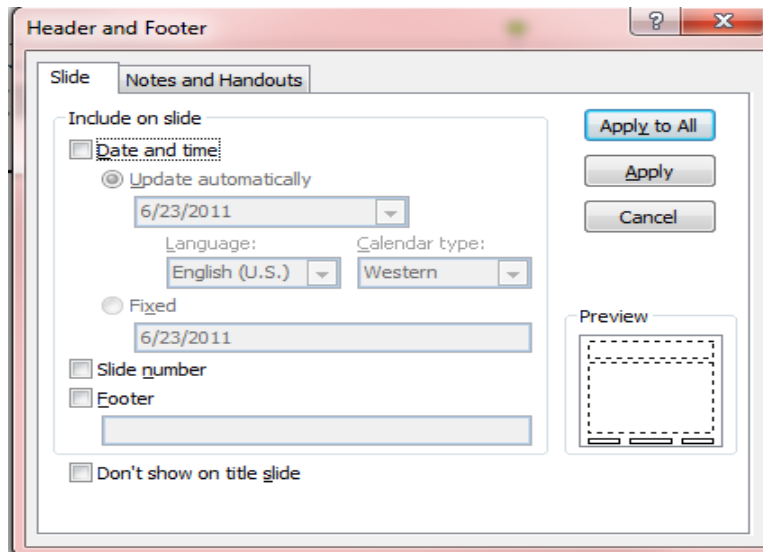 Header and Footer
Slide
Notes and Handouts
Include on slide
Date and time
Update automatically
6/23/2011
Language:
Calendar type:
English (U.S.)
Western
Fixed
6/23/2011
Slide number
Footer
Don't show on title slide
Apply to All
Apply
Cancel
Preview